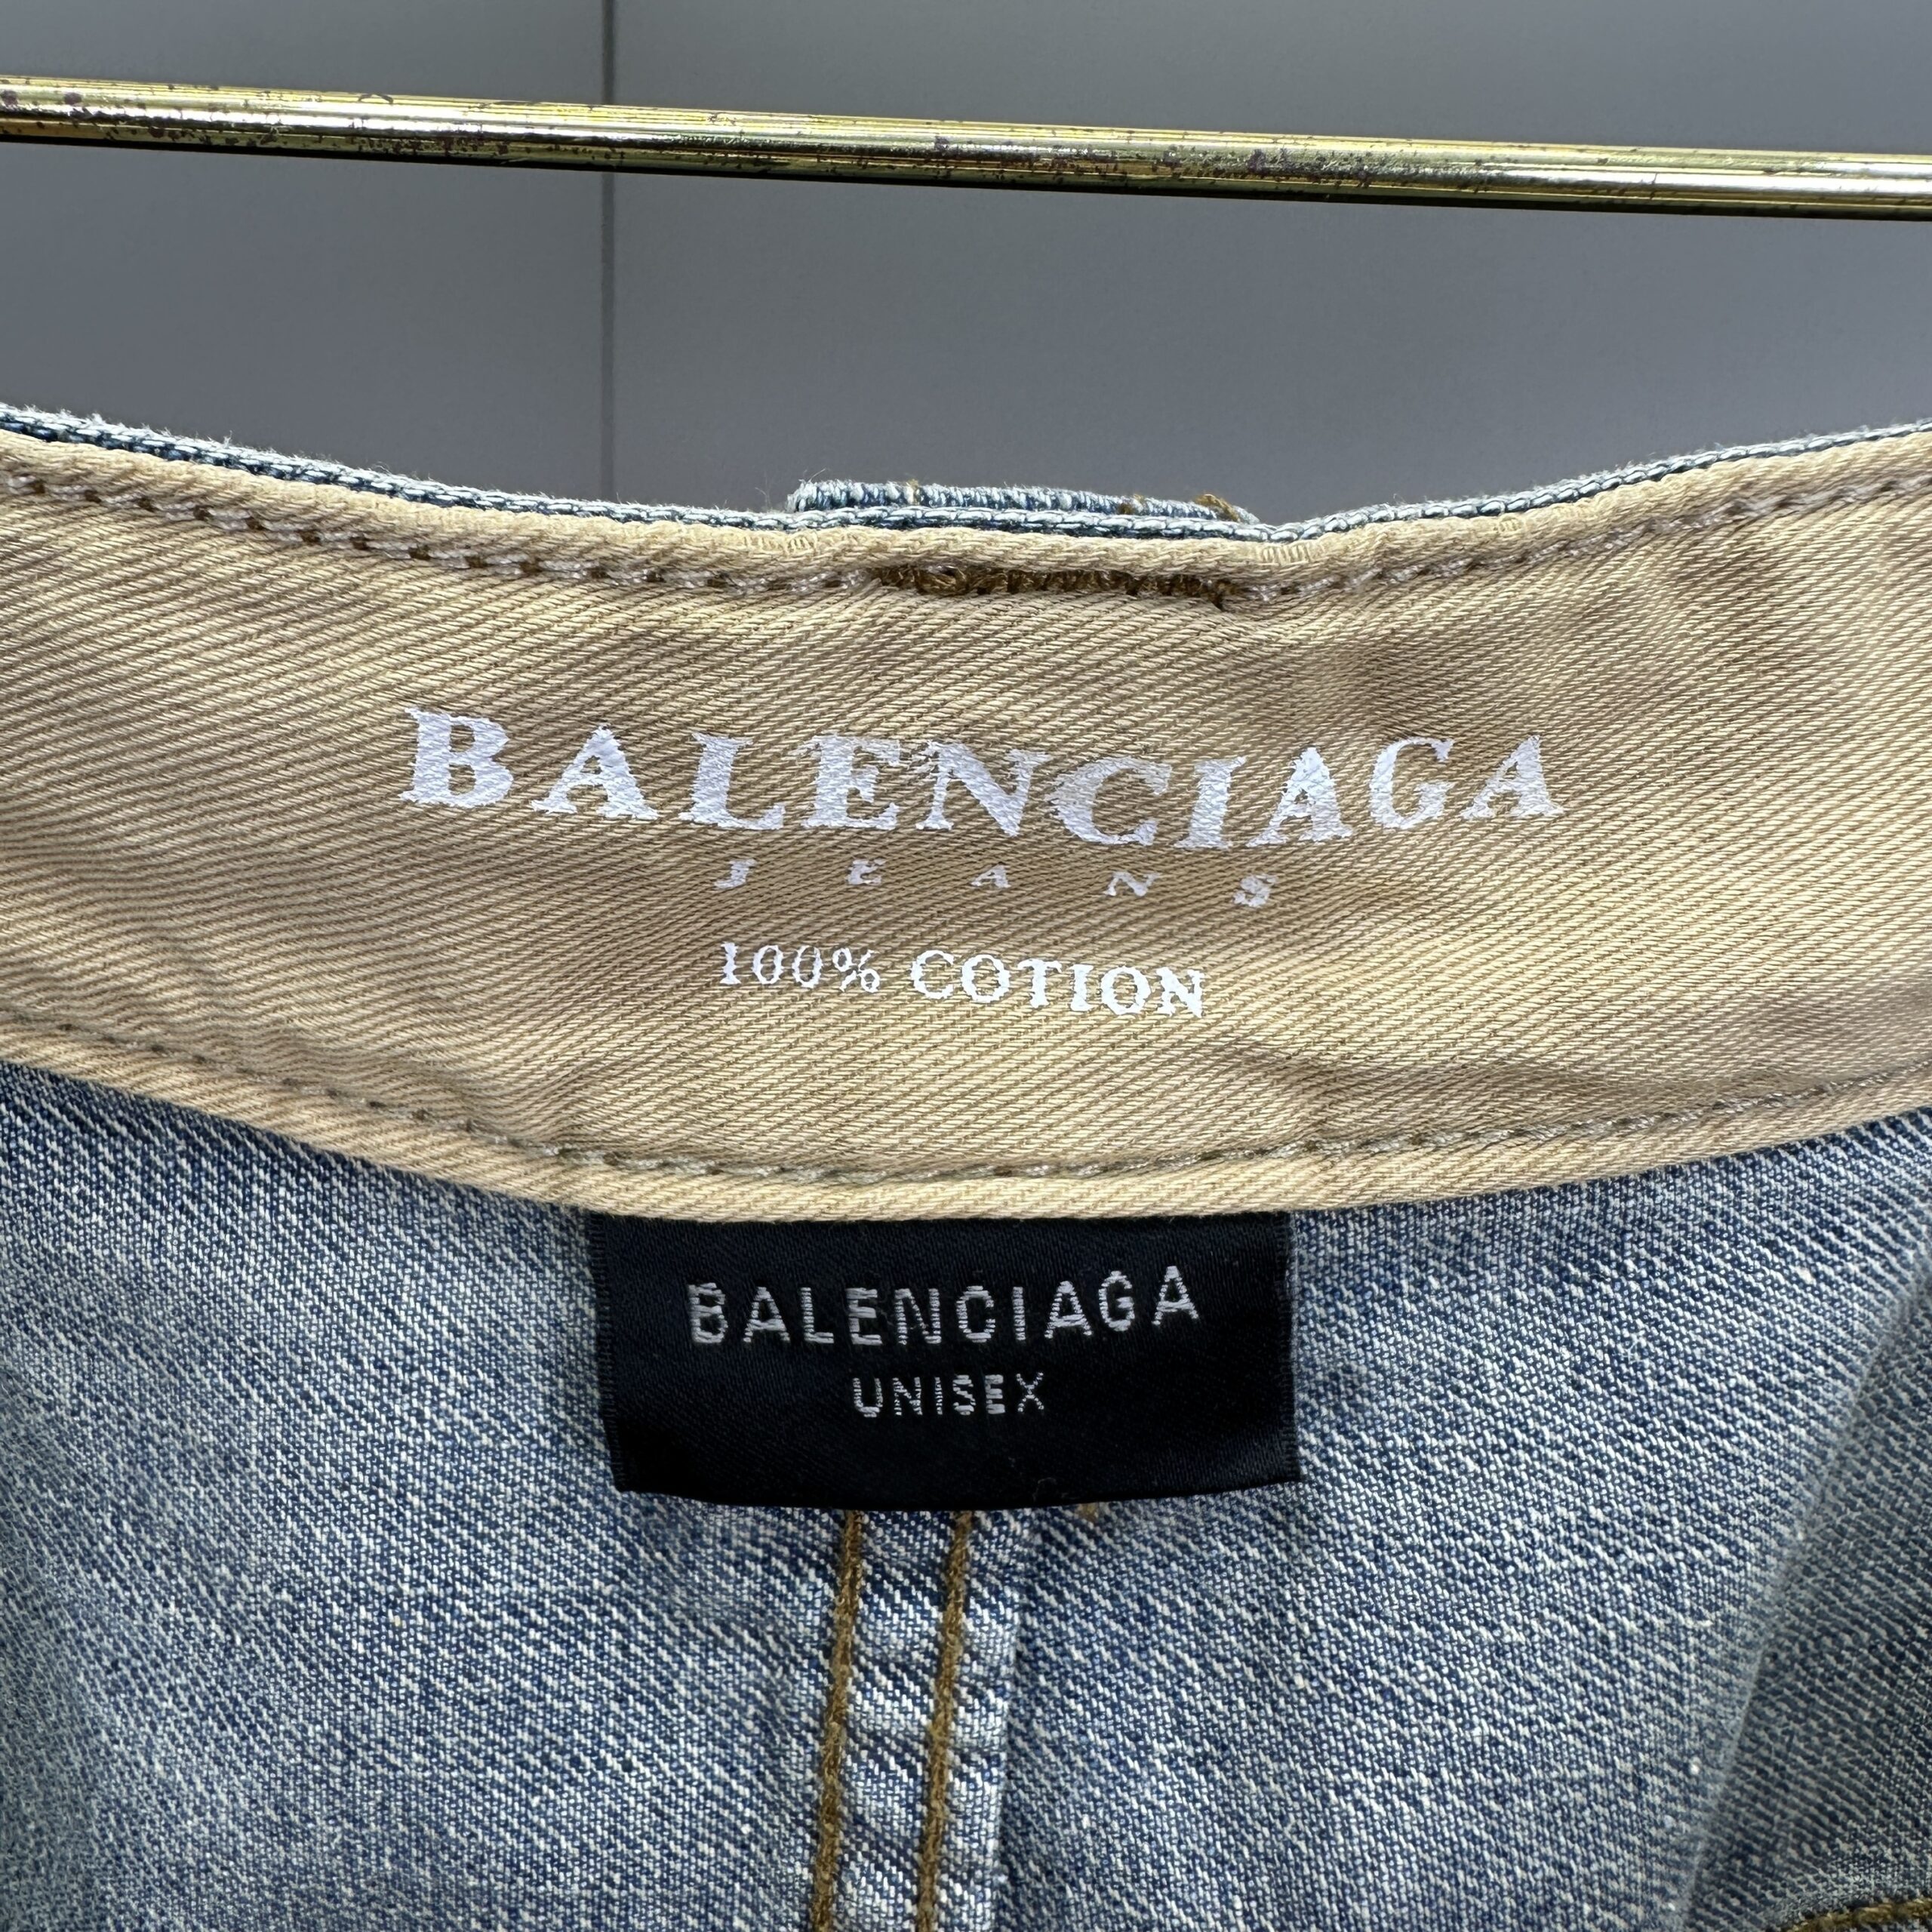 BALENCIAGA
JEANS
100% COTION
BALENCIAGA
UNISEX